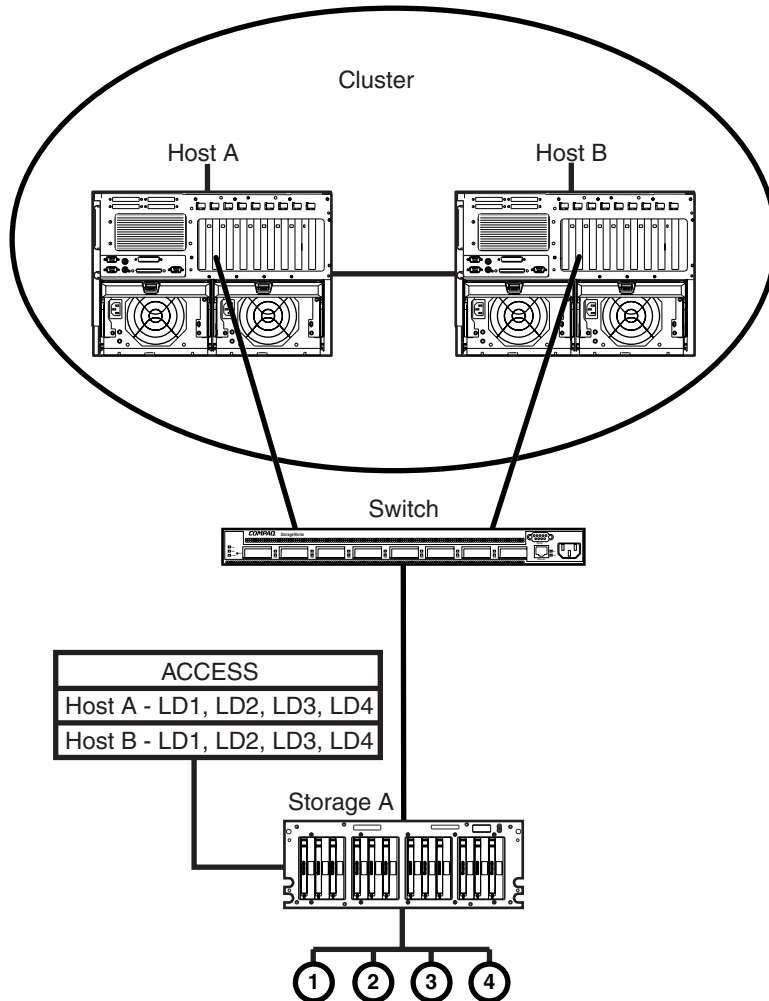 Cluster
Host A
Host B
Switch
COMPAQ StorageWorks
ACCESS
Host A - LD1, LD2, LD3, LD4
Host B - LD1, LD2, LD3, LD4
Storage A
1 2 3 4